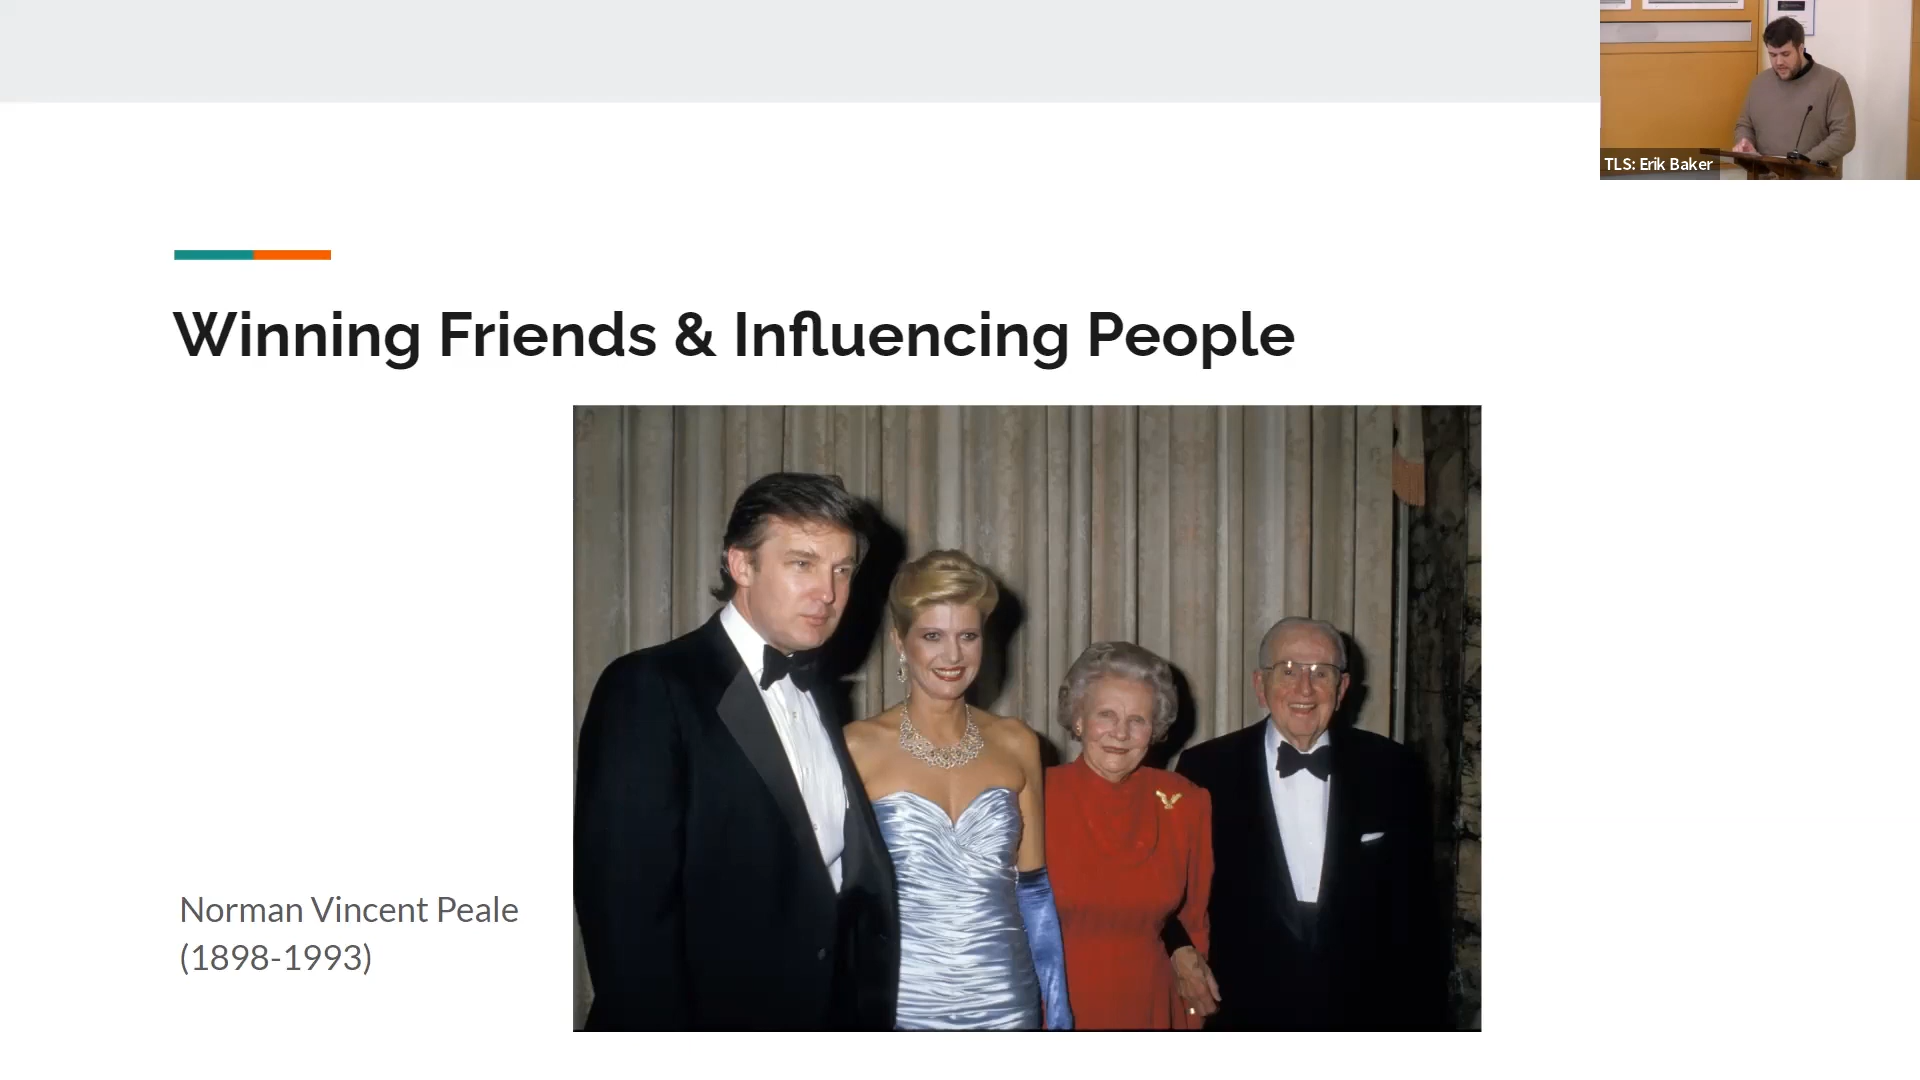 TLS: Erik Baker
Winning Friends & Influencing People
Norman Vincent Peale
(1898-1993)